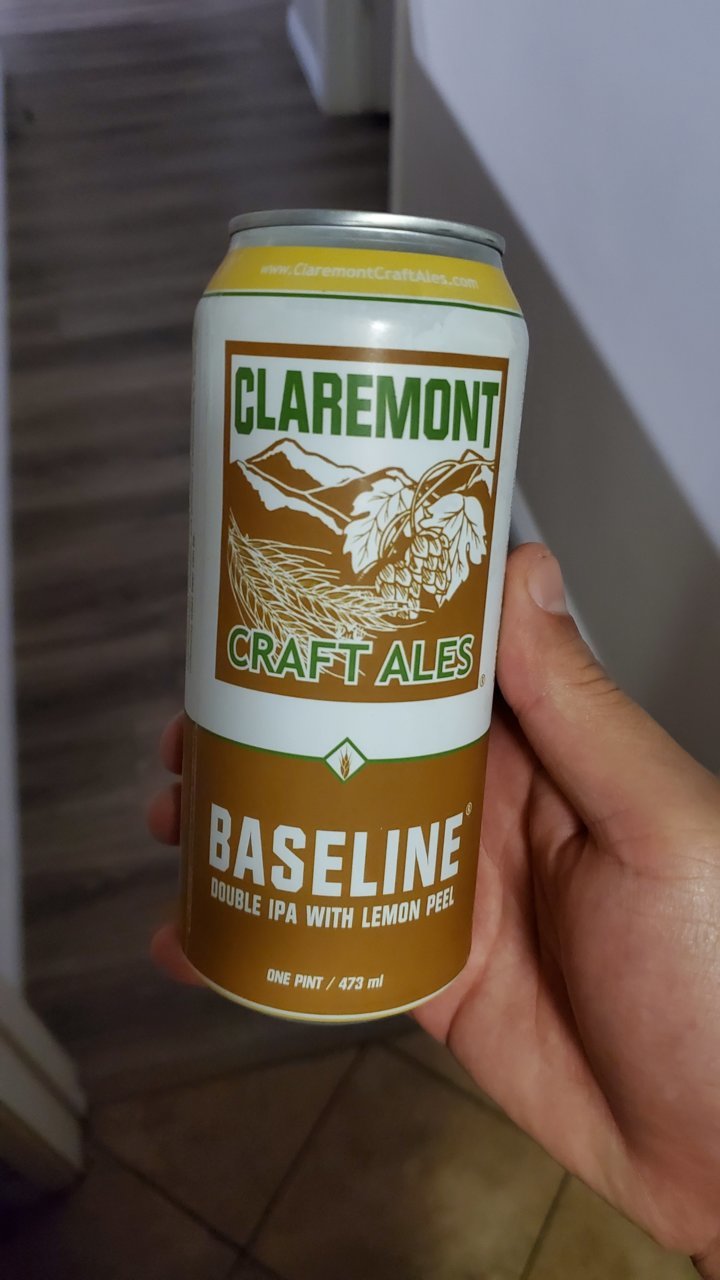 www.ClaremontCraftAles.com
CLAREMONT
CRAFT ALES®
BASELINE®
DOUBLE IPA WITH LEMON PEEL
ONE PINT / 473 ml